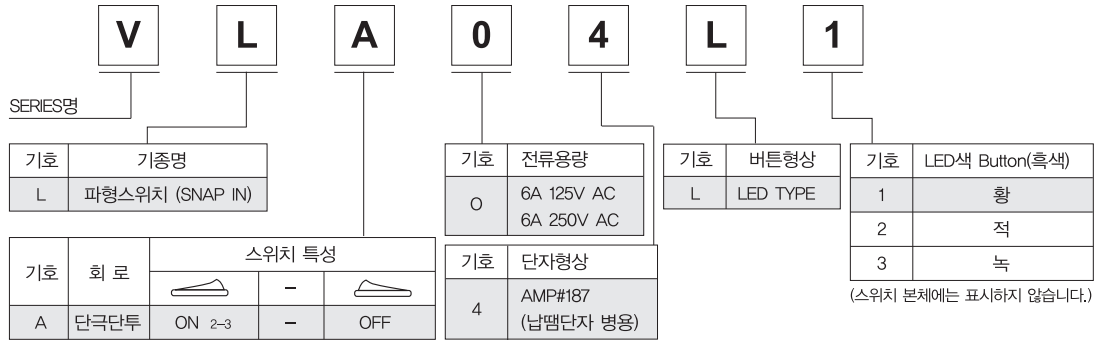 V L A 0 4 L 1
SERIES명
기호 기종명
L 파형스위치 (SNAP IN)
기호 회 로 스위치 특성
–
A 단극단투 ON 2–3 – OFF
기호 전류용량
O 6A 125V AC
6A 250V AC
기호 단자형상
4 AMP#187
(납땜단자 병용)
기호 버튼형상
L LED TYPE
기호 LED색 Button(흑색)
1 황
2 적
3 녹
(스위치 본체에는 표시하지 않습니다.)